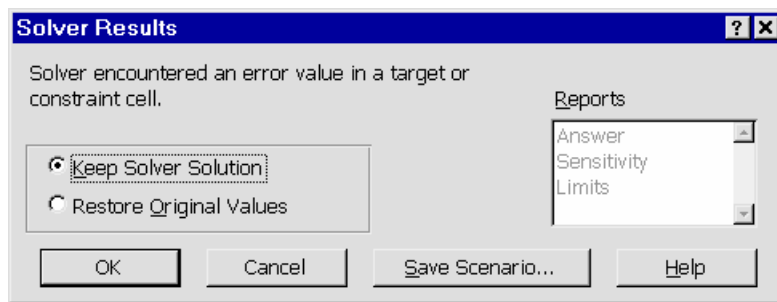 Solver Results
?
Solver encountered an error value in a target or
constraint cell.
Reports
Answer
Sensitivity
Limits
Keep Solver Solution
Restore Original Values
OK
Cancel
Save Scenario...
Help